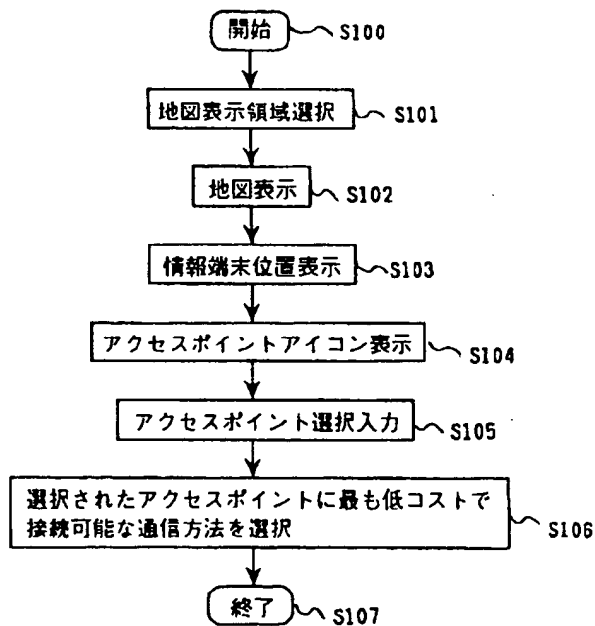 開始
S100
地図表示領域選択
S101
地図表示
S102
情報端末位置表示
S103
アクセスポイントアイコン表示
S104
アクセスポイント選択入力
S105
選択されたアクセスポイントに最も低コストで
接続可能な通信方法を選択
S106
終了
S107